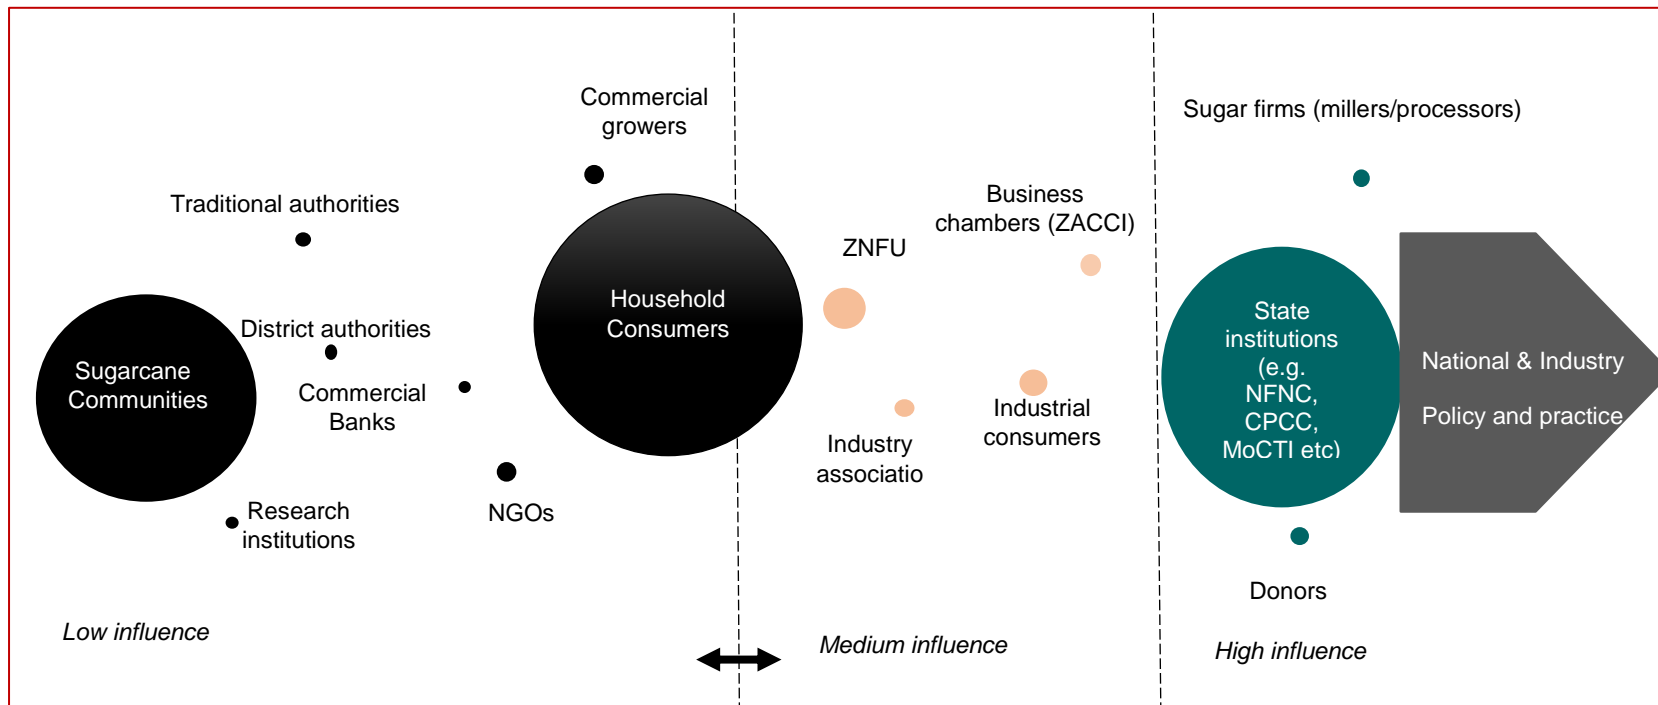 Commercial
growers
Sugar firms (millers/processors)
Traditional authorities
Business
chambers (ZACCI)
ZNFU
Household
Consumers
District authorities
Sugarcane
Communities
Commercial
Banks
Industry
associatio
Industrial
consumers
State
institutions
(e.g.
NFNC,
CPCC,
MoCTI etc)
National & Industry
Policy and practice
NGOs
Research
institutions
Donors
Low influence
Medium influence
High influence